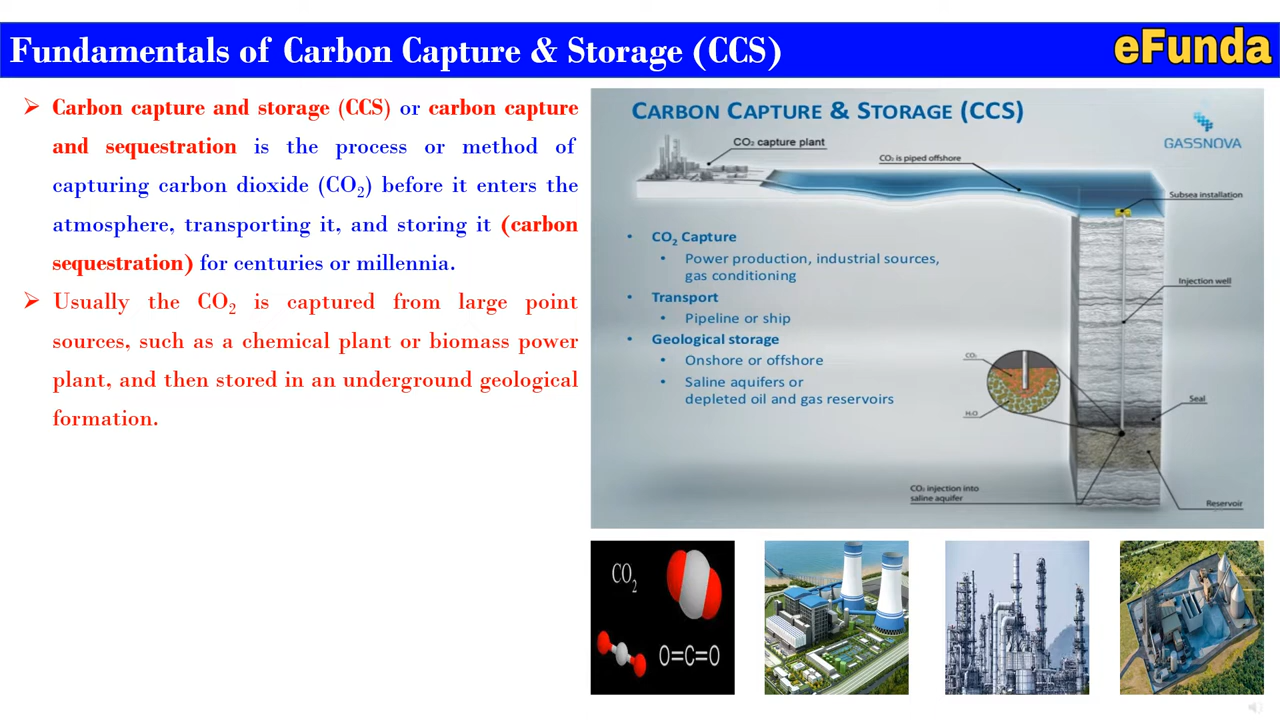 Fundamentals of Carbon Capture & Storage (CCS)
eFunda
➢ Carbon capture and storage (CCS) or carbon capture
and sequestration is the process or method of
capturing carbon dioxide (CO₂) before it enters the
atmosphere, transporting it, and storing it (carbon
sequestration) for centuries or millennia.
➢ Usually the CO₂ is captured from large point
sources, such as a chemical plant or biomass power
plant, and then stored in an underground geological
formation.
CARBON CAPTURE & STORAGE (CCS)
GASSNOVA
CO₂ capture plant
CO₂ is piped offshore
Subsea installation
• CO₂ Capture
• Power production, industrial sources,
gas conditioning
• Transport
• Pipeline or ship
• Geological storage
• Onshore or offshore
• Saline aquifers or
depleted oil and gas reservoirs
Injection well
CO₂
H₂O
Seal
CO₂ injection into
saline aquifer
Reservoir
CO₂
O=C=O